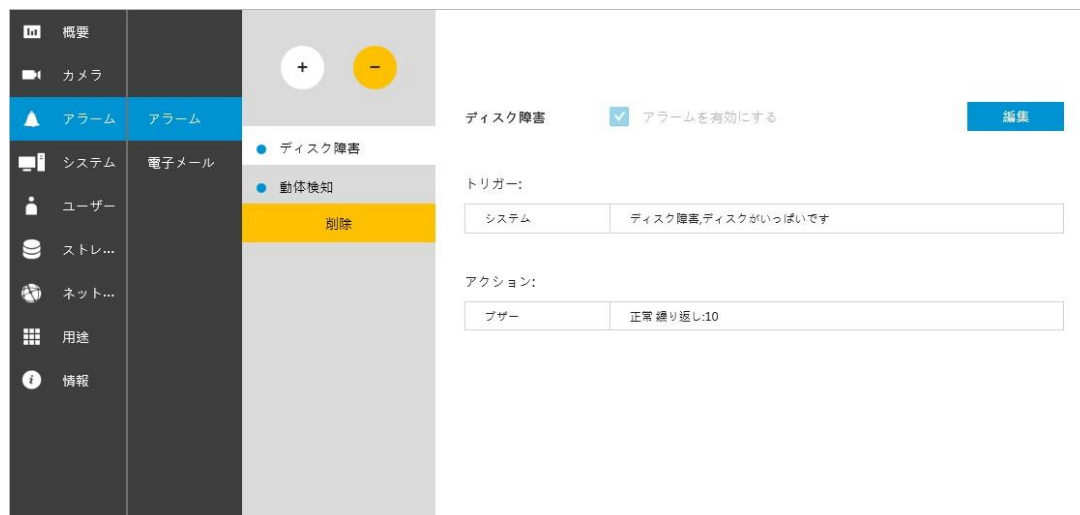 概要
カメラ
アラーム
システム
ユーザー
ストレ...
ネット...
用途
情報
アラーム
電子メール
+
-
ディスク障害
動体検知
削除
ディスク障害 アラームを有効にする 編集
トリガー:
システム ディスク障害,ディスクがいっぱいです
アクション:
ブザー 正常 繰り返し:10